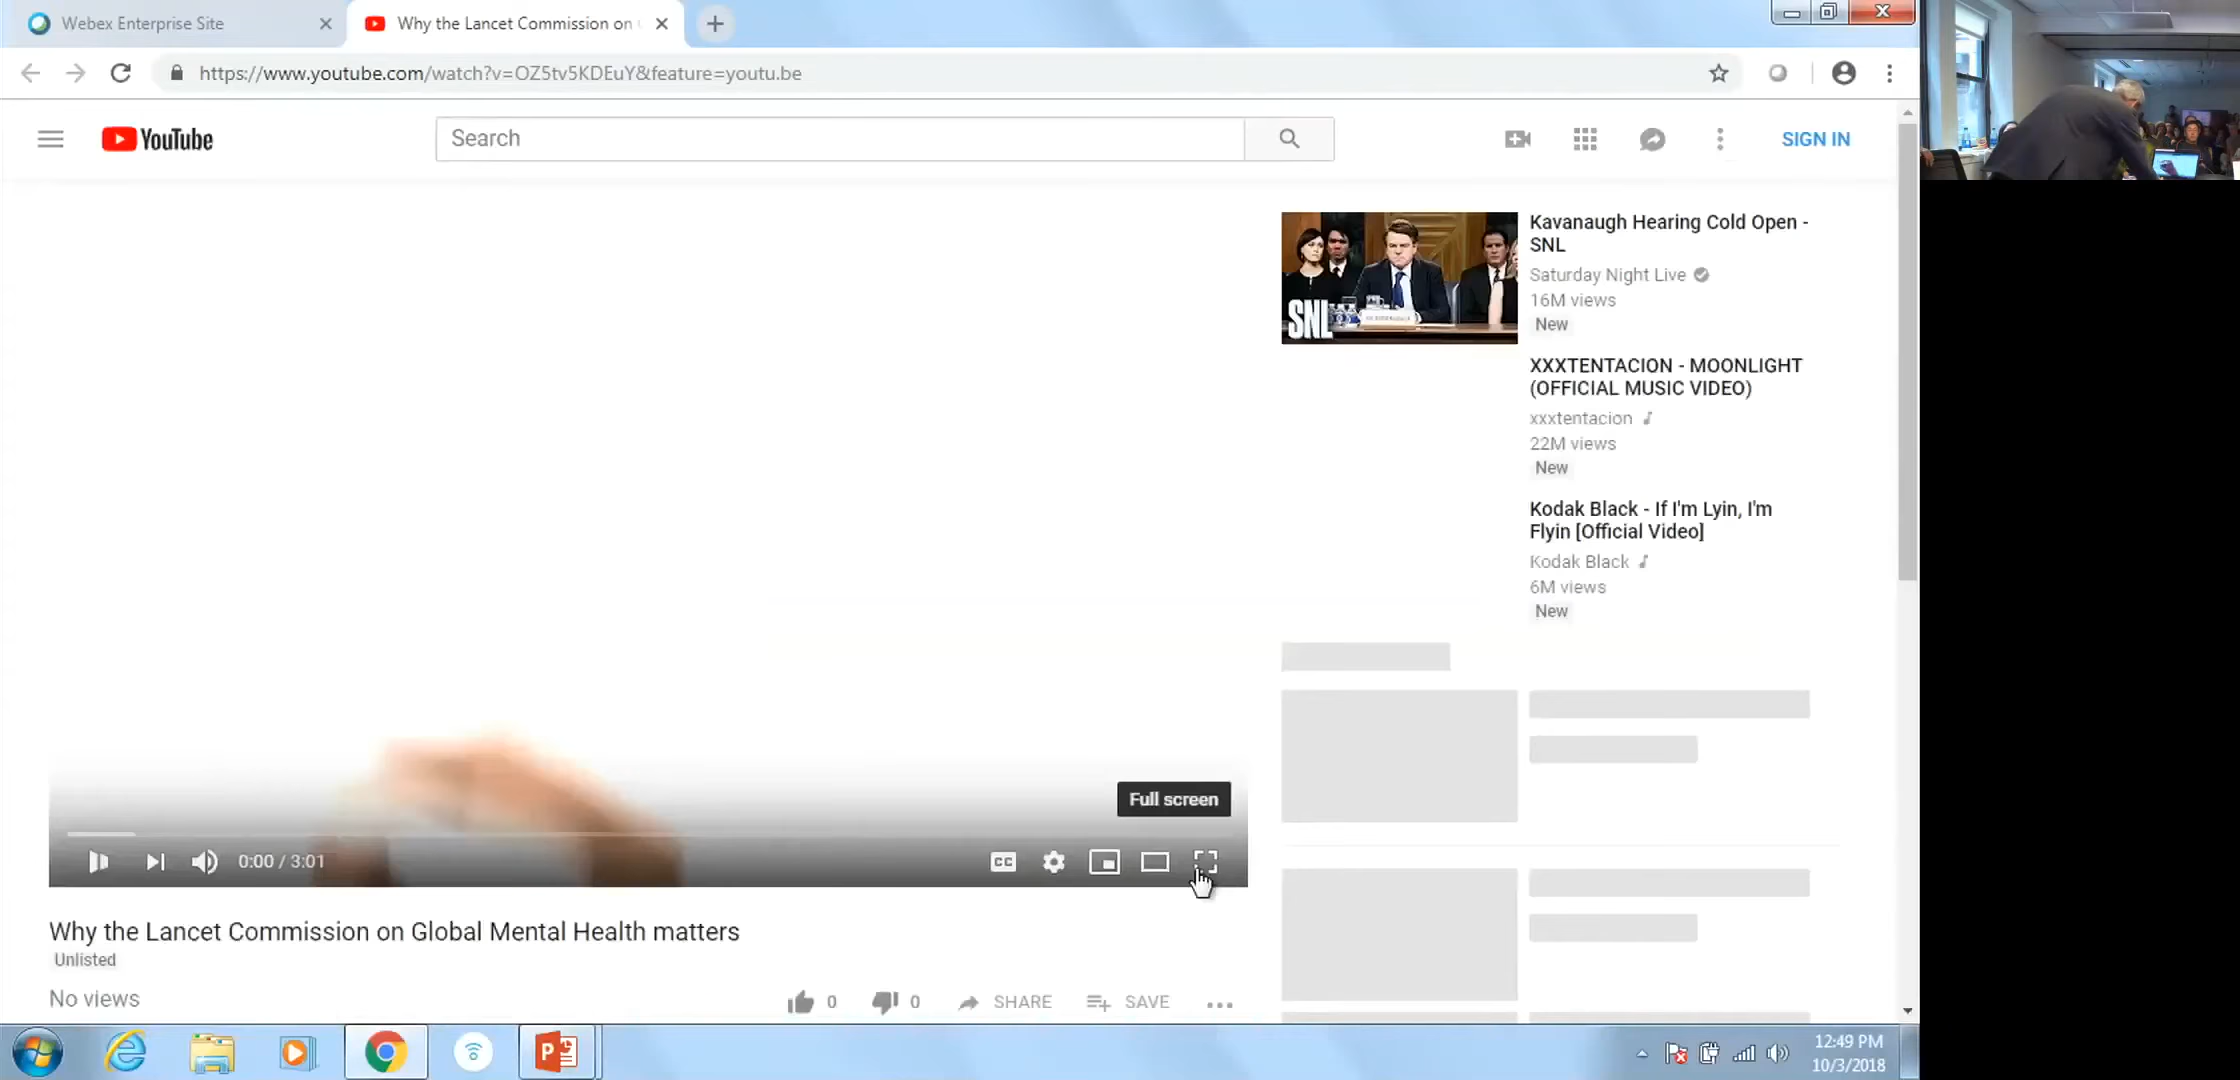 Webex Enterprise Site
Why the Lancet Commission on
https://www.youtube.com/watch?v=OZ5tv5KDEuY&feature=youtu.be
YouTube
Search
SIGN IN
Kavanaugh Hearing Cold Open -
SNL
Saturday Night Live
16M views
New
SNL
XXXTENTACION - MOONLIGHT
(OFFICIAL MUSIC VIDEO)
xxxtentacion
22M views
New
Kodak Black - If I'm Lyin, I'm
Flyin [Official Video]
Kodak Black
6M views
New
Full screen
0:00 / 3:01
CC
Why the Lancet Commission on Global Mental Health matters
Unlisted
No views
0
0
SHARE
SAVE
12:49 PM
10/3/2018